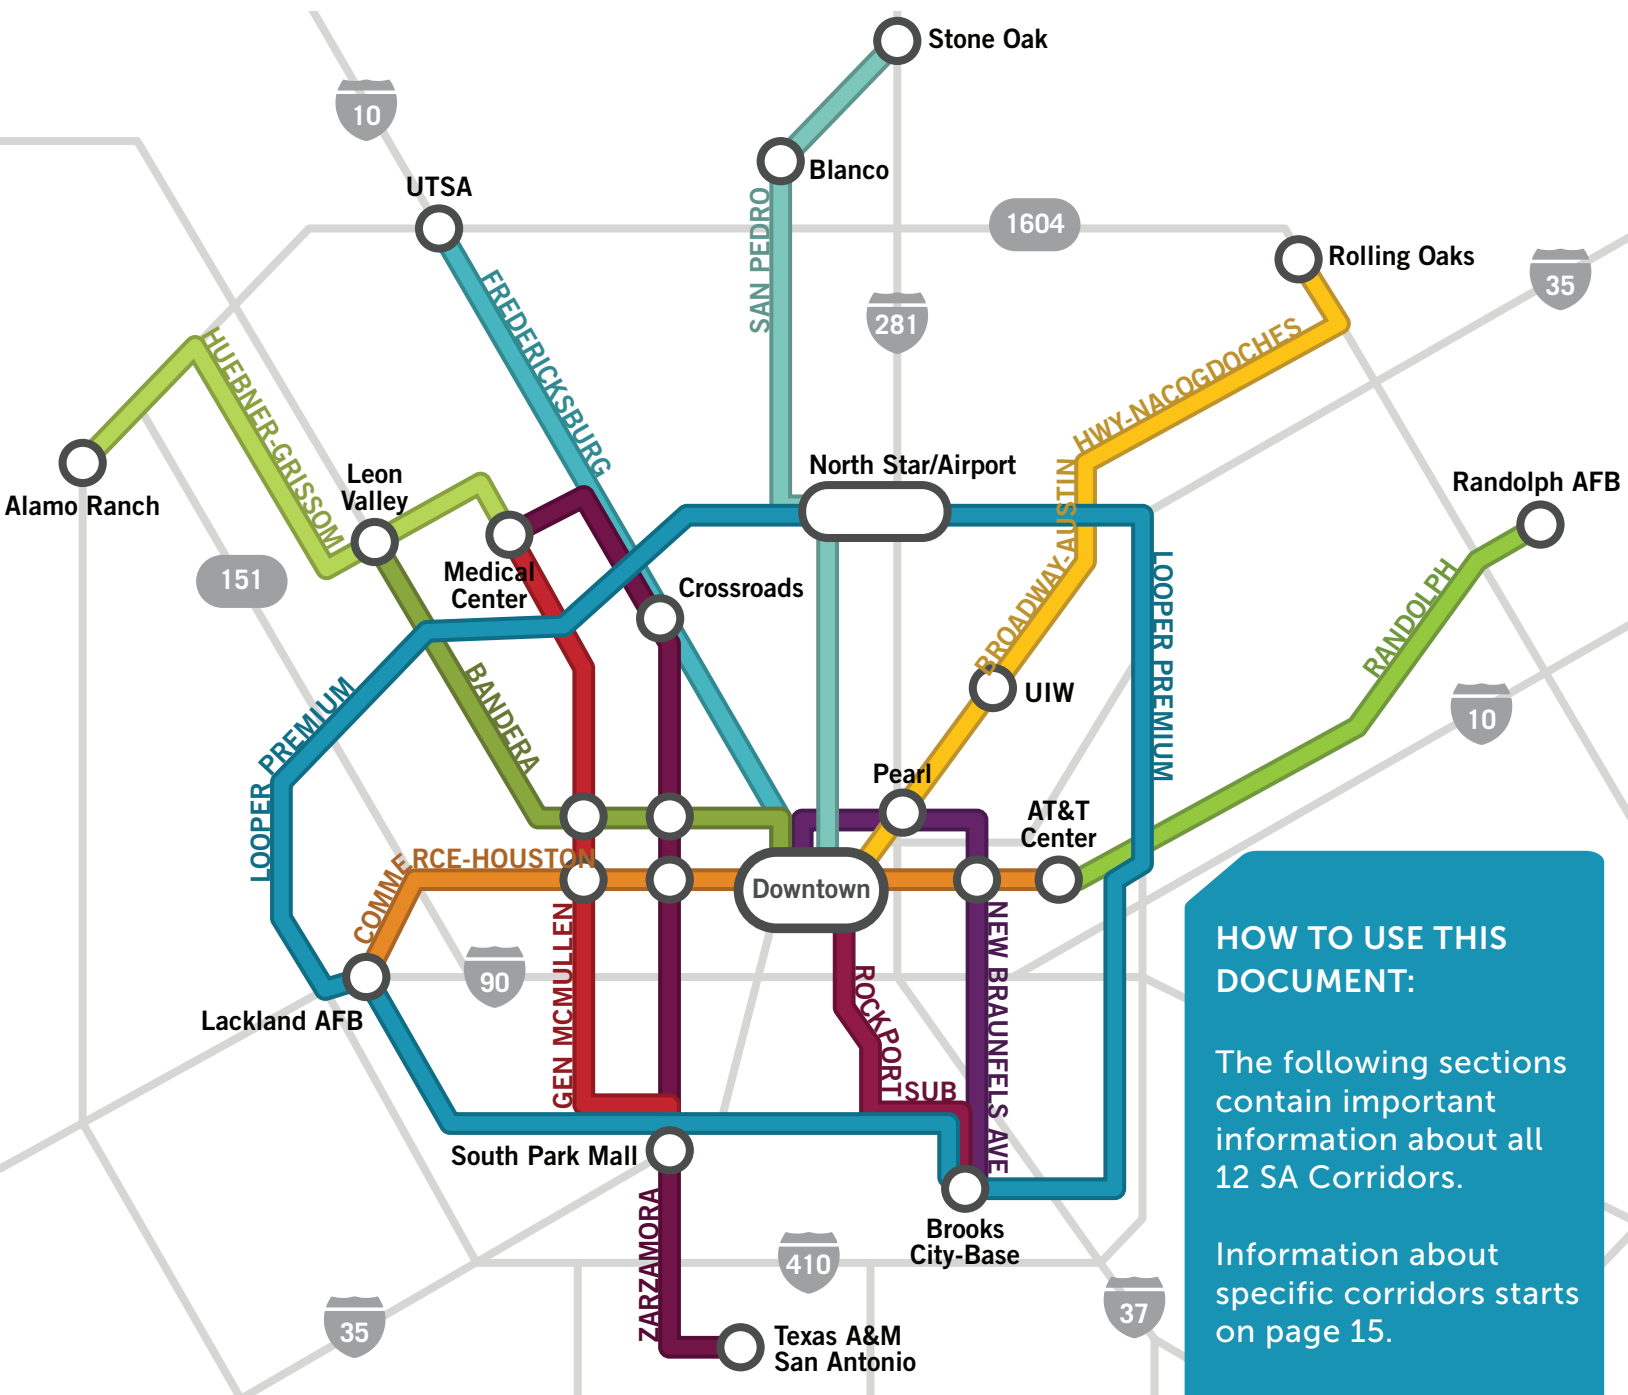 Stone Oak
10
Blanco
UTSA
SAN PEDRO
1604
Rolling Oaks
35
281
FREDERICKSBURG
HUEBNER-GRISSOM
HWY-NACOGDOCHES
BROADWAY-AUSTIN
North Star/Airport
Leon
Valley
Alamo Ranch
Randolph AFB
151
Medical
Center
Crossroads
LOOPER PREMIUM
RANDOLPH
BANDERA
LOOPER PREMIUM
UIW
10
Pearl
AT&T
Center
COMMERCE-HOUSTON
Downtown
GEN MCMULLEN
NEW BRAUNFELS AVE
90
ROCKPORT SUB
Lackland AFB
South Park Mall
ZARZAMORA
Brooks
City-Base
410
35
37
Texas A&M
San Antonio
HOW TO USE THIS
DOCUMENT:
The following sections
contain important
information about all
12 SA Corridors.
Information about
specific corridors starts
on page 15.